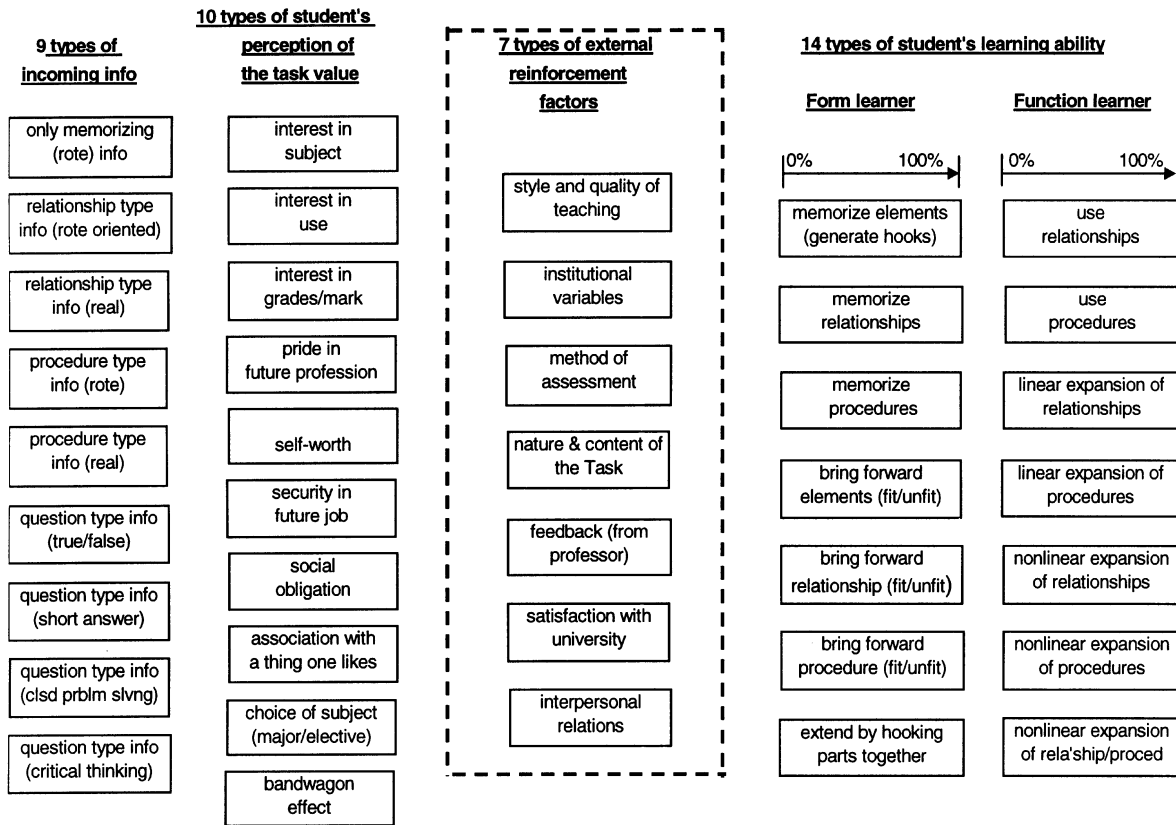 9 types of
incoming info
only memorizing
(rote) info
relationship type
info (rote oriented)
relationship type
info (real)
procedure type
info (rote)
procedure type
info (real)
question type info
(true/false)
question type info
(short answer)
question type info
(clsd prblm slvng)
question type info
(critical thinking)
10 types of student's
perception of
the task value
interest in
subject
interest in
use
interest in
grades/mark
pride in
future profession
self-worth
security in
future job
social
obligation
association with
a thing one likes
choice of subject
(major/elective)
bandwagon
effect
7 types of external
reinforcement
factors
style and quality of
teaching
institutional
variables
method of
assessment
nature & content of
the Task
feedback (from
professor)
satisfaction with
university
interpersonal
relations
14 types of student's learning ability
Form learner
0% 100%
memorize elements
(generate hooks)
memorize
relationships
memorize
procedures
bring forward
elements (fit/unfit)
bring forward
relationship (fit/unfit)
bring forward
procedure (fit/unfit)
extend by hooking
parts together
Function learner
0% 100%
use
relationships
use
procedures
linear expansion of
relationships
linear expansion of
procedures
nonlinear expansion
of relationships
nonlinear expansion
of procedures
nonlinear expansion
of rela'ship/proced